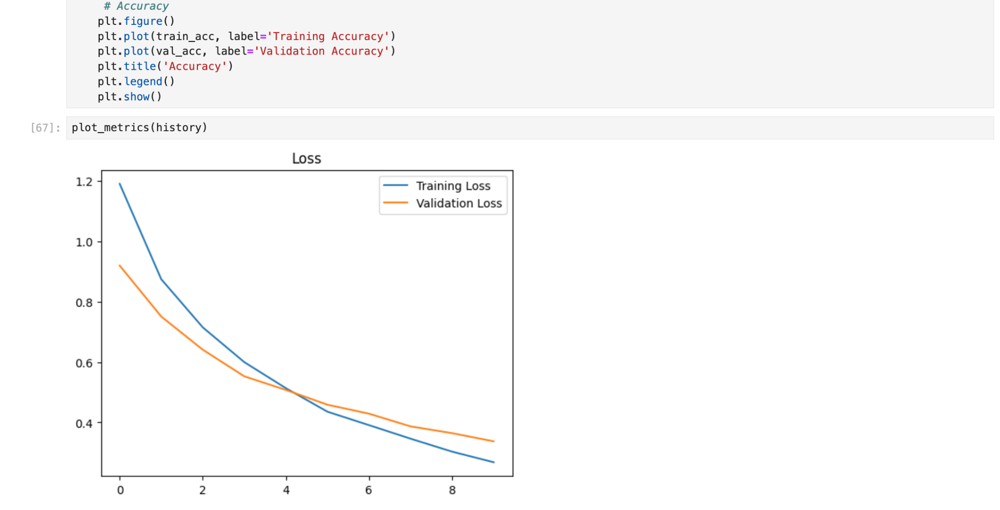 # Accuracy
plt.figure()
plt.plot(train_acc, label='Training Accuracy')
plt.plot(val_acc, label='Validation Accuracy')
plt.title('Accuracy')
plt.legend()
plt.show()
[67]: plot_metrics(history)
Loss
Training Loss
Validation Loss
1.2
1.0
0.8
0.6
0.4
0 2 4 6 8